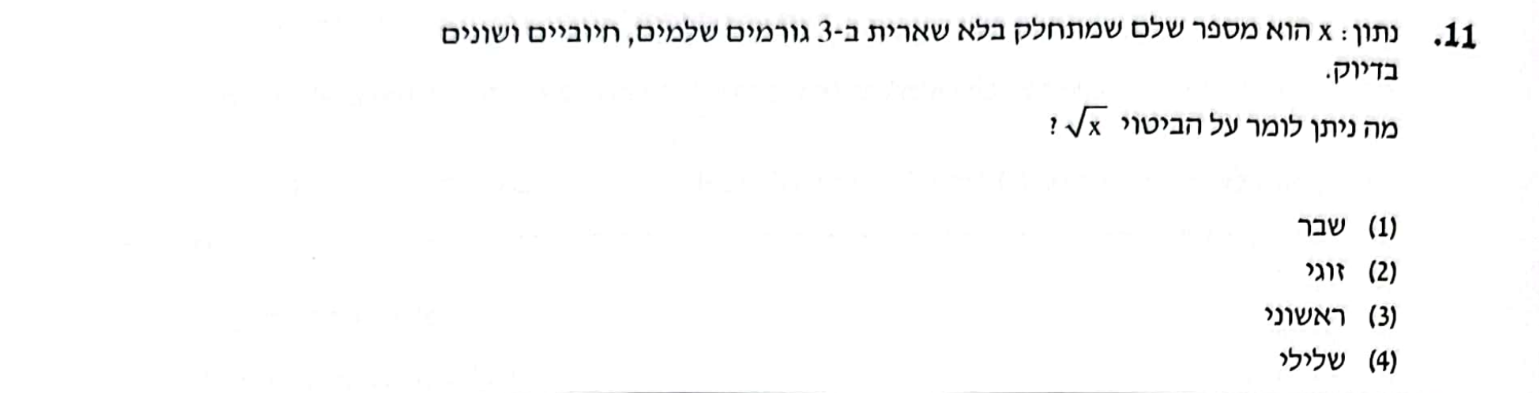 11. נתון: x הוא מספר שלם שמתחלק בלא שארית ב-3 גורמים שלמים, חיוביים ושונים
בדיוק.
מה ניתן לומר על הביטוי √x ?
(1) שבר
(2) זוגי
(3) ראשוני
(4) שלילי